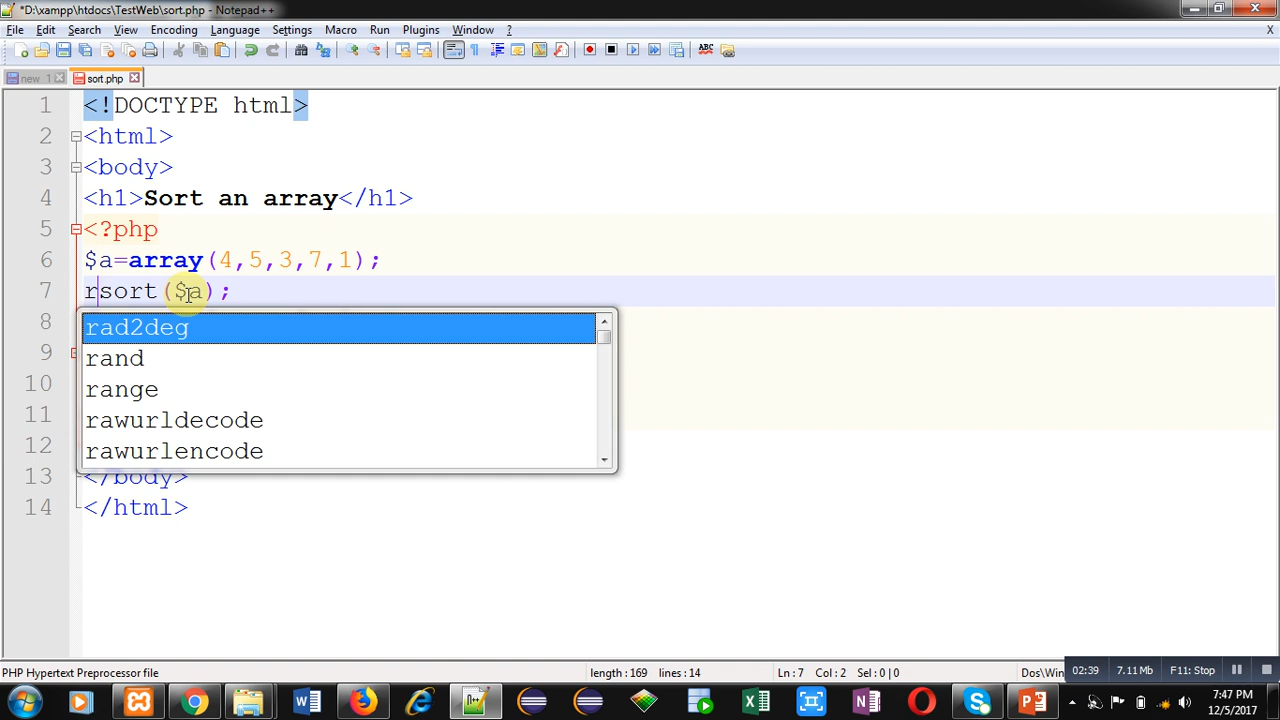 *D:\xampp\htdocs\TestWeb\sort.php - Notepad++
File Edit Search View Encoding Language Settings Macro Run Plugins Window ? X
new 1 sort.php
1 <!DOCTYPE html>
2 <html>
3 <body>
4 <h1>Sort an array</h1>
5 <?php
6 $a=array(4,5,3,7,1);
7 rsort($a);
8 rad2deg
rand
9
range
10
rawurldecode
11
rawurlencode
12
13 </body>
14 </html>
PHP Hypertext Preprocessor file length : 169 lines : 14 Ln : 7 Col : 2 Sel : 0 | 0 Dos\Win 02:39 7.11 Mb F11: Stop
7:47 PM
12/5/2017